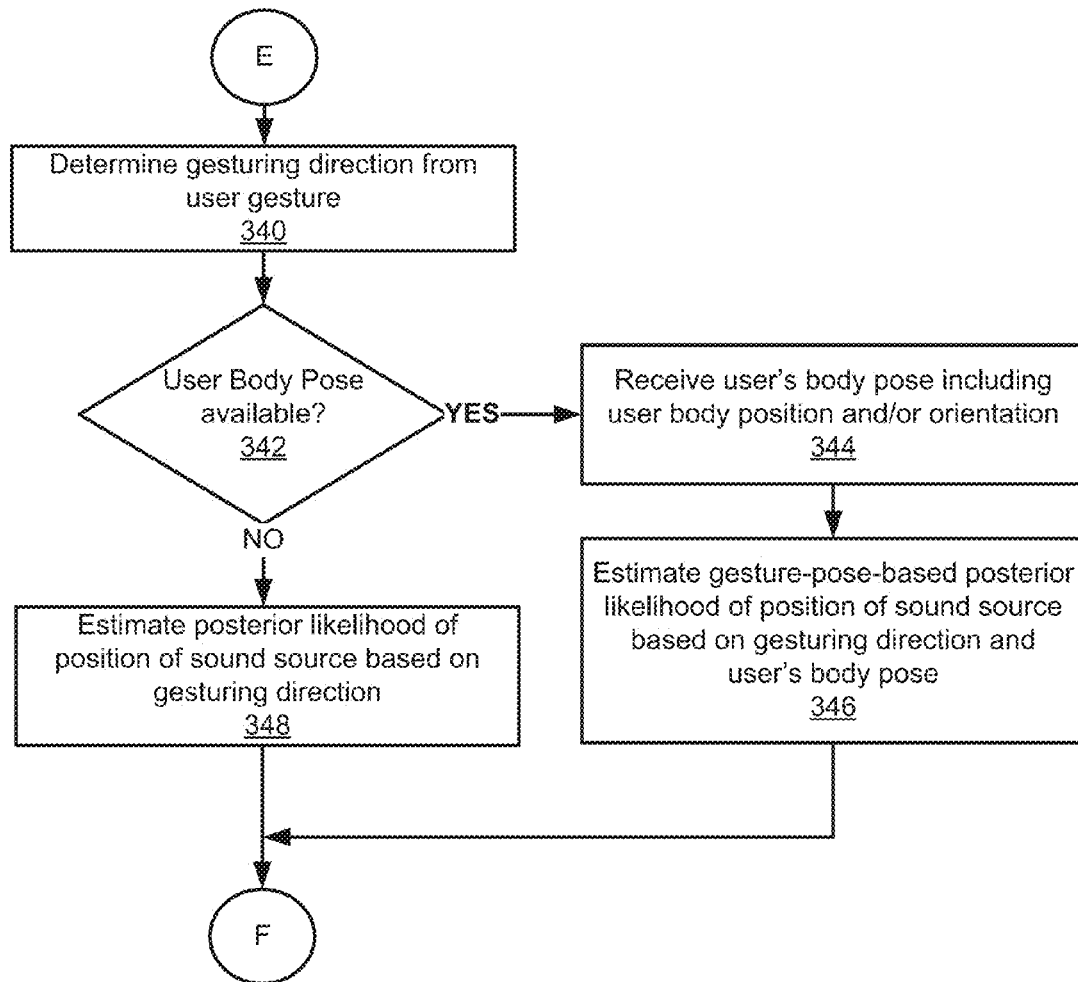 E
Determine gesturing direction from
user gesture
340
User Body Pose
available?
342
YES
Receive user's body pose including
user body position and/or orientation
344
NO
Estimate gesture-pose-based posterior
likelihood of position of sound source
based on gesturing direction and
user's body pose
346
Estimate posterior likelihood of
position of sound source based on
gesturing direction
348
F